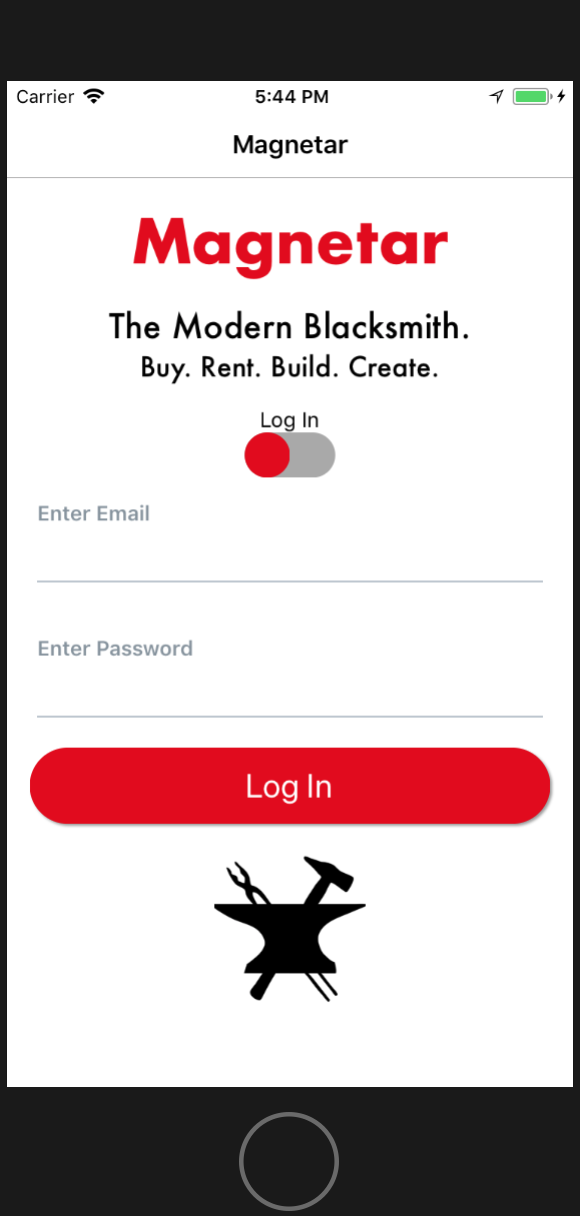 Carrier 5:44 PM
Magnetar
Magnetar
The Modern Blacksmith.
Buy. Rent. Build. Create.
Log In
Enter Email
Enter Password
Log In